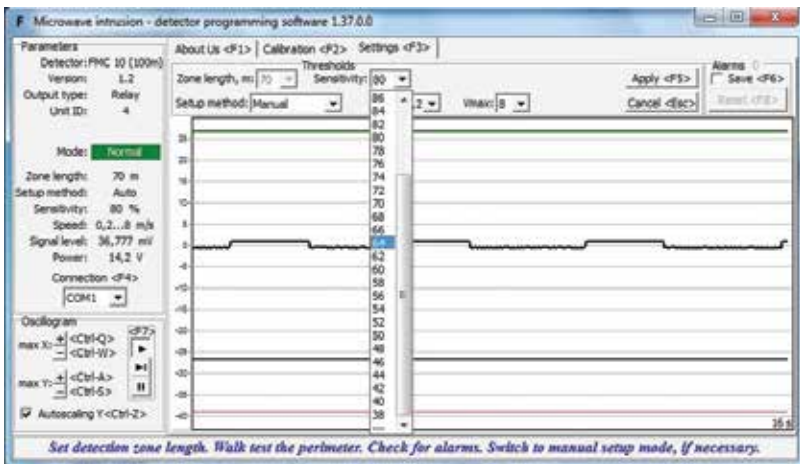 F Microwave intrusion - detector programming software 1.37.0.0
Parameters
Detector: FMC 10 (100m)
Version: 1.2
Output type: Relay
Unit ID: 4
Mode: Normal
Zone length: 70 m
Setup method: Auto
Sensitivity: 80 %
Speed: 0,2...8 m/s
Signal level: 36,777 mV
Power: 14,2 V
Connection <F4>
COM1
Oscillogram
<F7>
max X: + <Ctrl-Q>
- <Ctrl-W>
max Y: + <Ctrl-A>
- <Ctrl-S>
Autoscaling Y <Ctrl-Z>
About Us <F1> Calibration <F2> Settings <F3>
Thresholds
Zone length, m: 70 Sensitivity: 80
Apply <F5>
Setup method: Manual .2 Vmax: 8
Cancel <Esc>
Alarms 0
Save <F6>
Reset <F8>
86
84
82
80
78
76
74
72
70
68
66
64
62
60
58
56
54
52
50
48
46
44
42
40
38
16 s
Set detection zone length. Walk test the perimeter. Check for alarms. Switch to manual setup mode, if necessary.